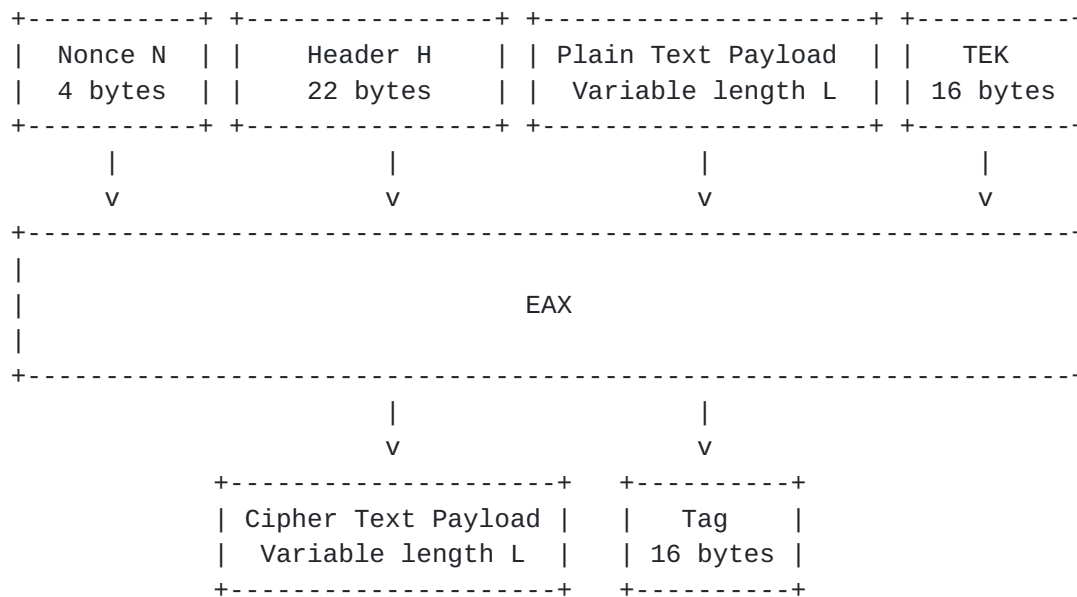 +-----------+ +----------------+ +---------------------+ +----------
|  Nonce N  | |    Header H    | | Plain Text Payload  | |   TEK
|  4 bytes  | |    22 bytes    | |  Variable length L  | | 16 bytes
+-----------+ +----------------+ +---------------------+ +----------
      |                 |                   |                 |
      v                 v                   v                 v
+-------------------------------------------------------------------
|
|                                EAX
|
+-------------------------------------------------------------------
                        |                   |
                        v                   v
             +---------------------+   +----------+
             | Cipher Text Payload |   |   Tag    |
             |  Variable length L  |   | 16 bytes |
             +---------------------+   +----------+